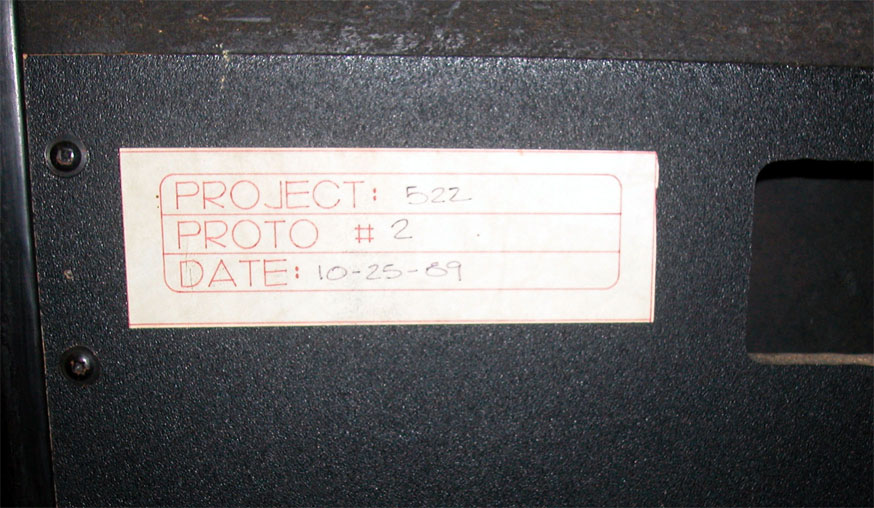 PROJECT: 522
PROTO # 2
DATE: 10-25-89